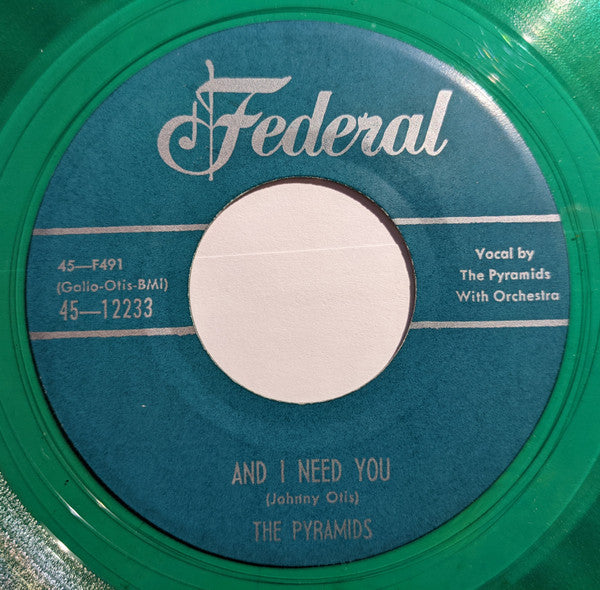 Federal
45—F491
(Gallo-Otis-BMI)
45—12233
Vocal by
The Pyramids
With Orchestra
AND I NEED YOU
(Johnny Otis)
THE PYRAMIDS